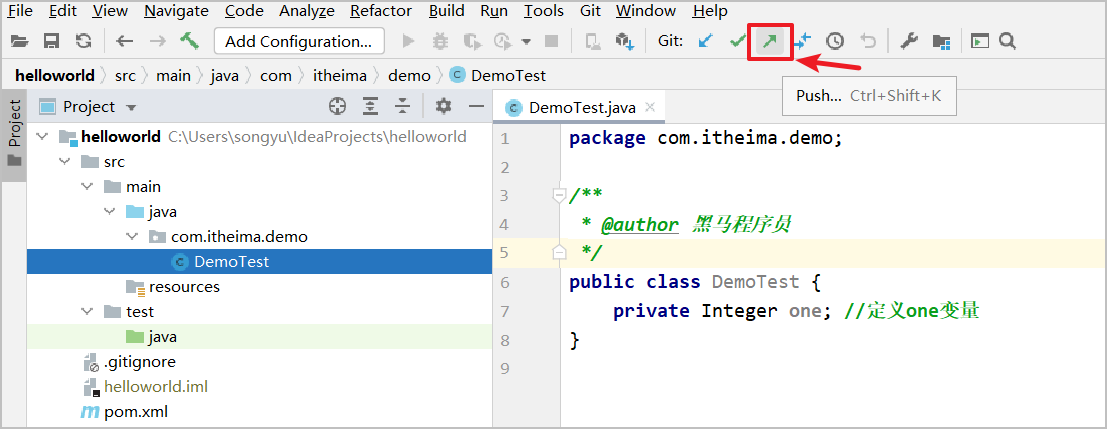 File Edit View Navigate Code Analyze Refactor Build Run Tools Git Window Help
Add Configuration... Git:
helloworld src main java com itheima demo DemoTest
Push... Ctrl+Shift+K
Project
Project
DemoTest.java
helloworld C:\Users\songyu\IdeaProjects\helloworld
src
main
java
com.itheima.demo
DemoTest
resources
test
java
.gitignore
helloworld.iml
pom.xml
1 package com.itheima.demo;
2
3 /**
4 * @author 黑马程序员
5 */
6 public class DemoTest {
7 private Integer one; //定义one变量
8 }
9